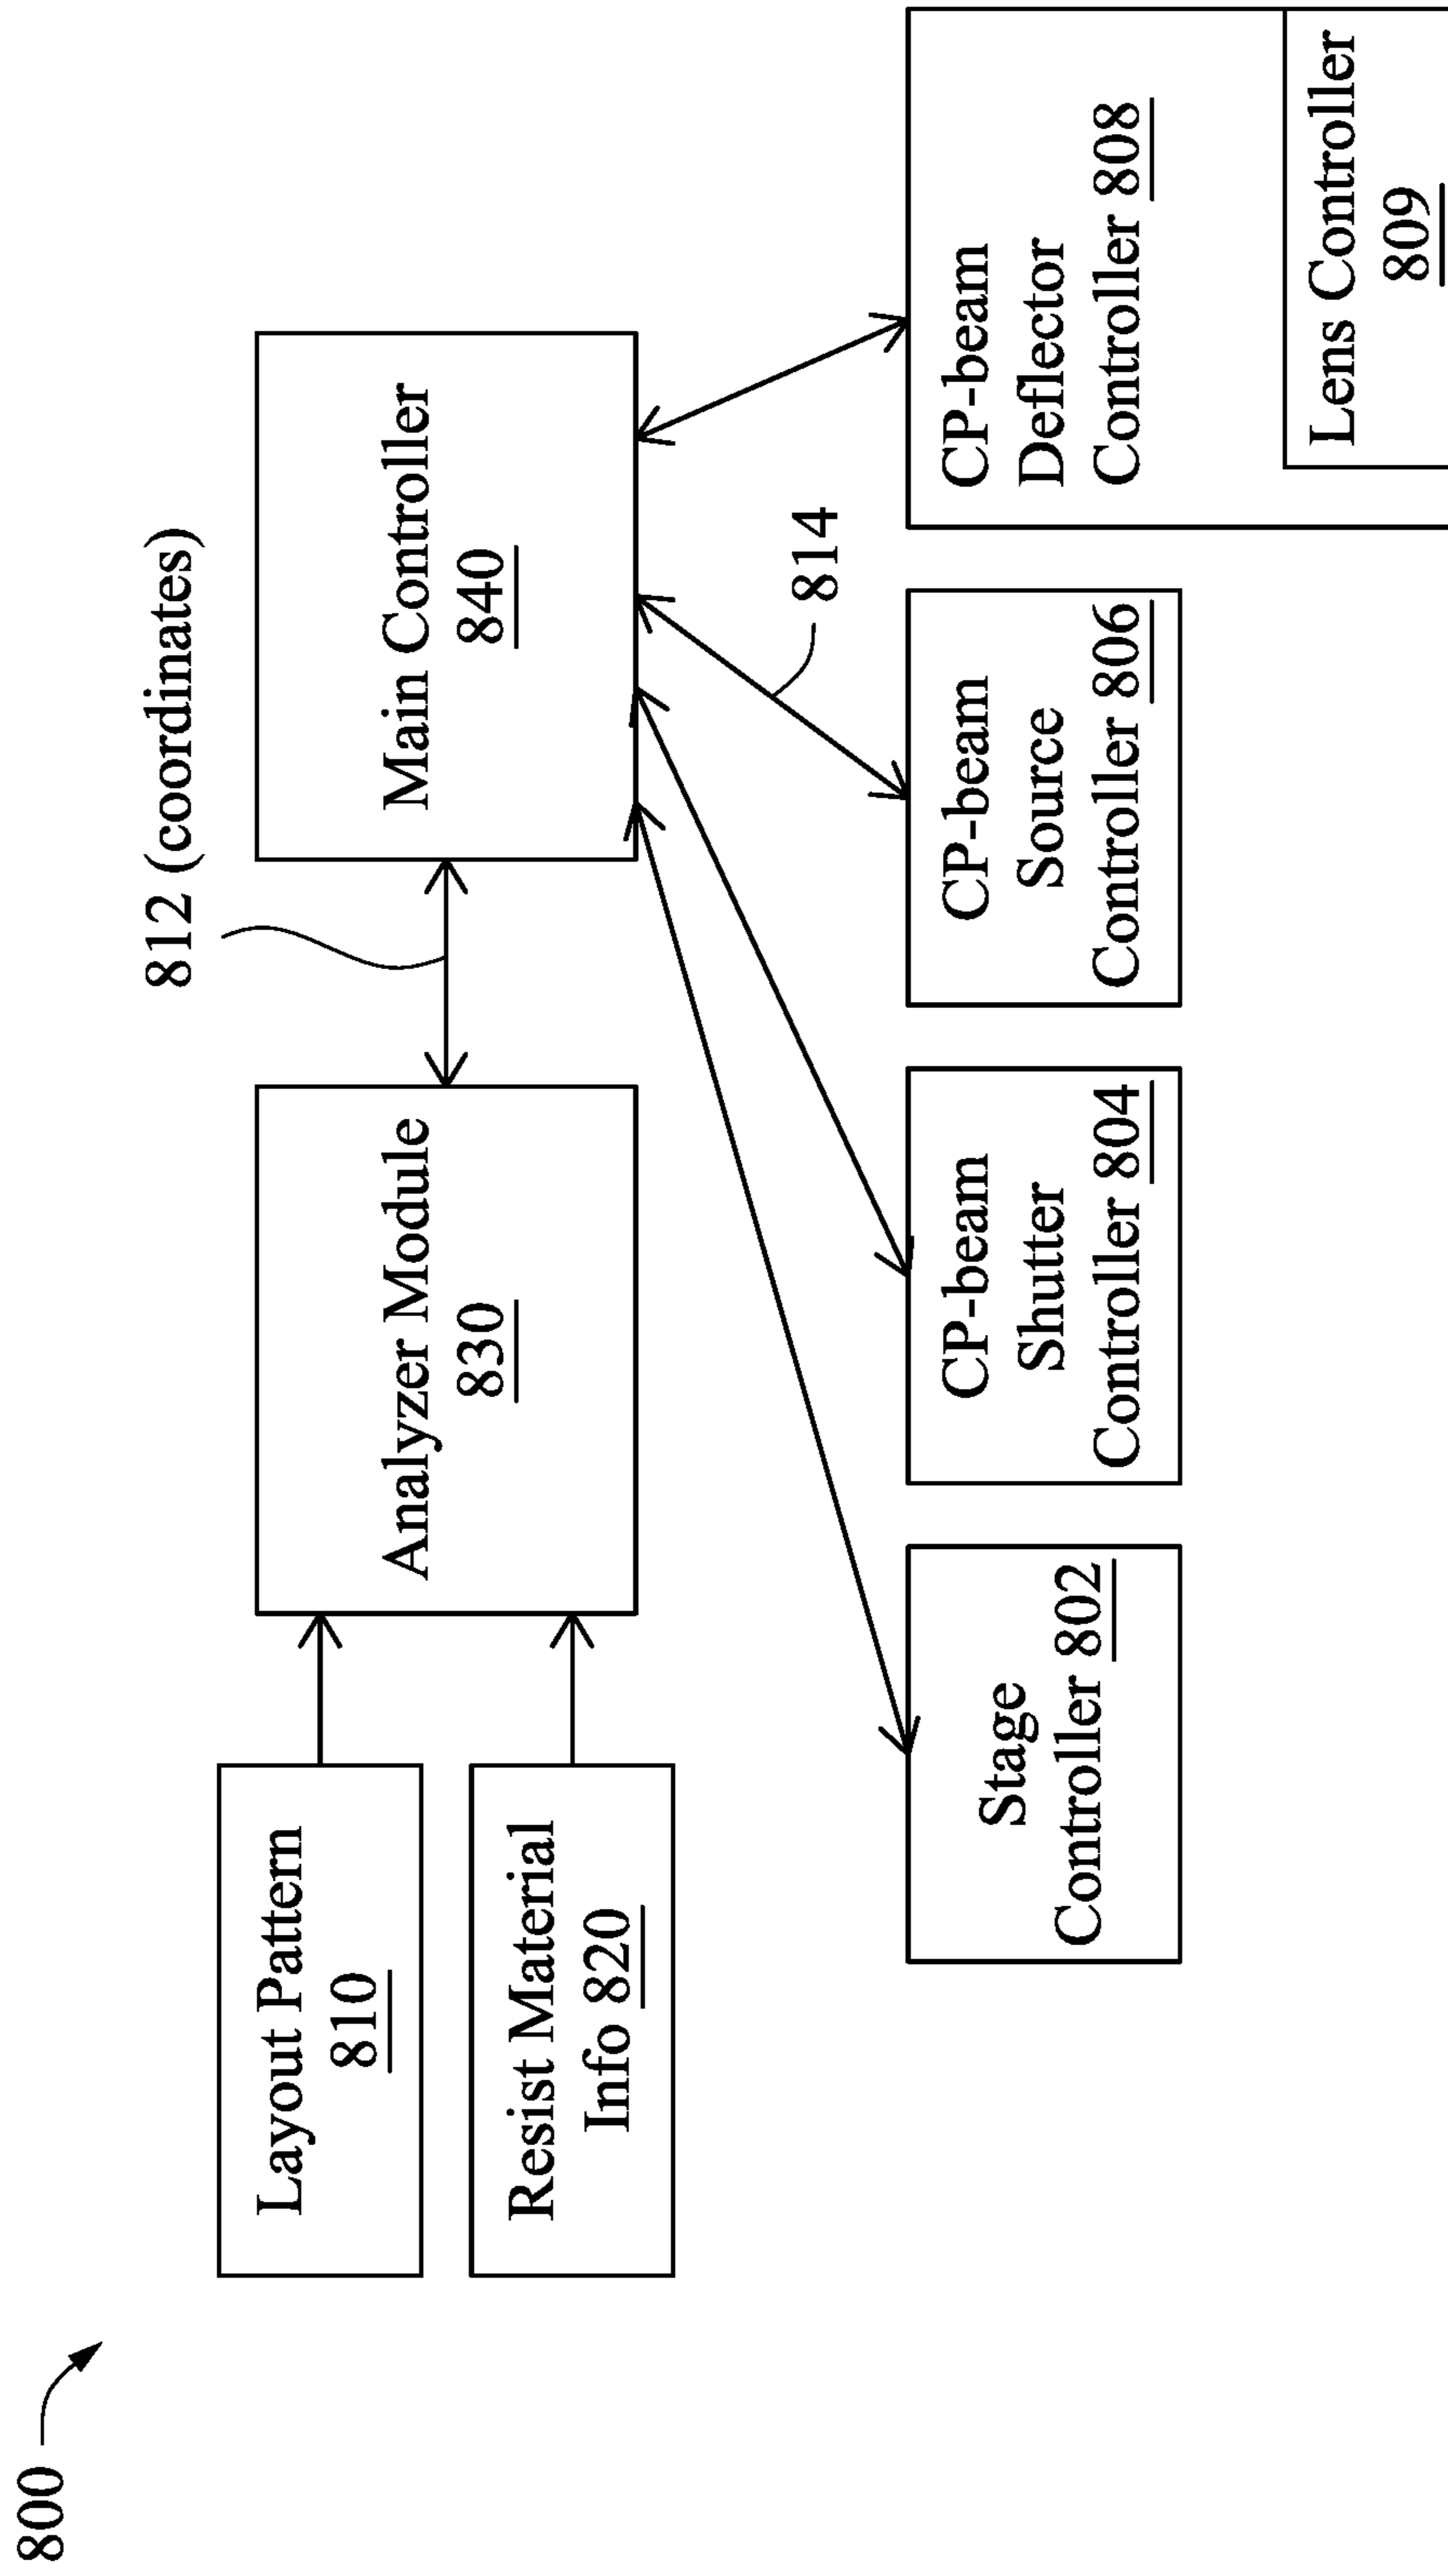 800
812 (coordinates)
Layout Pattern
810
Resist Material
Info 820
Analyzer Module
830
Main Controller
840
814
Stage
Controller 802
CP-beam
Shutter
Controller 804
CP-beam
Source
Controller 806
CP-beam
Deflector
Controller 808
Lens Controller
809